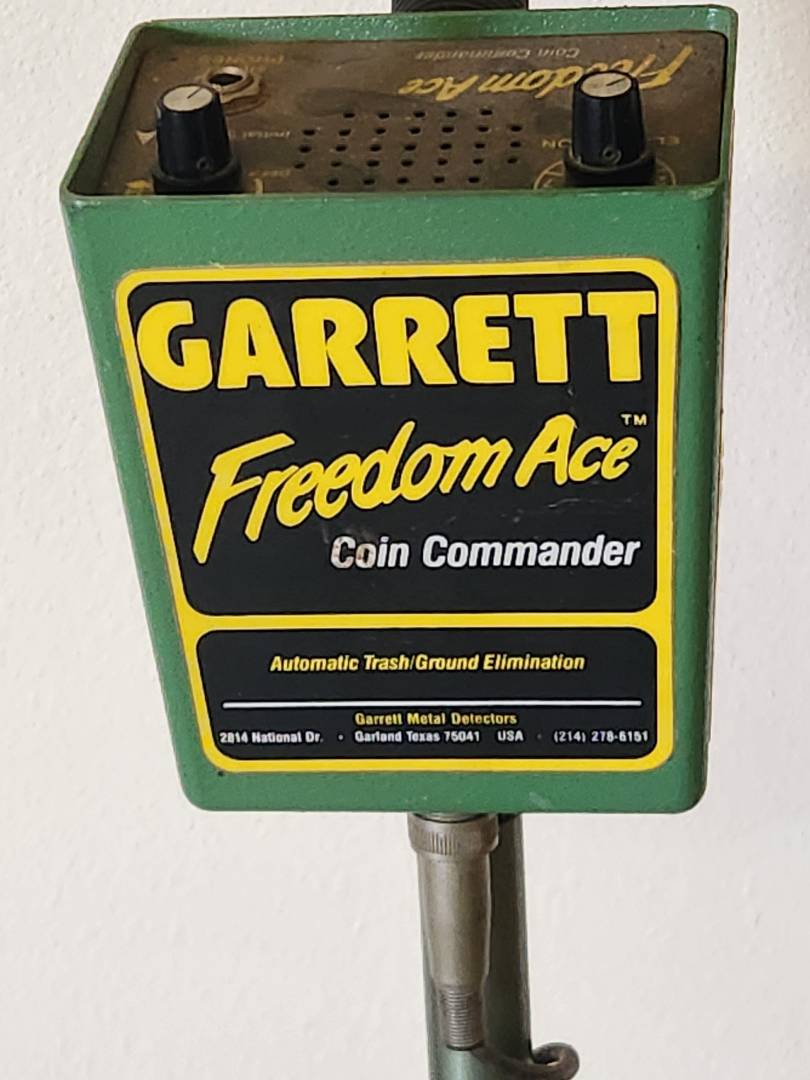 Freedom Ace
Coin Commander
PHONES
GARRETT
Freedom Ace™
Coin Commander
Automatic Trash/Ground Elimination
Garrett Metal Detectors
2814 National Dr. • Garland Texas 75041 USA • (214) 278-6151